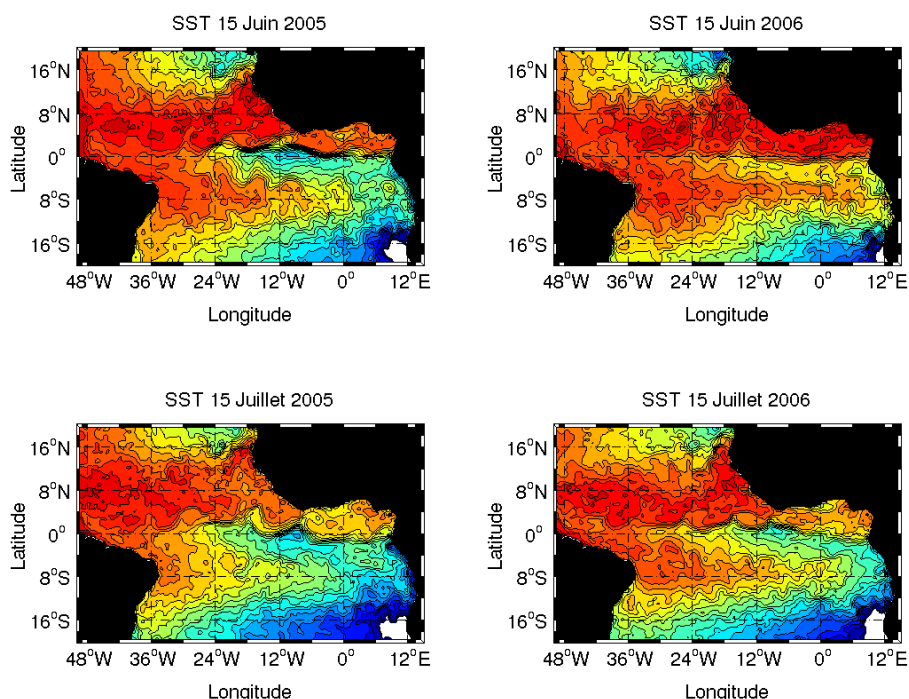 SST 15 Juin 2005
16°N
8°N
0°
8°S
16°S
Latitude
48°W 36°W 24°W 12°W 0° 12°E
Longitude
SST 15 Juin 2006
16°N
8°N
0°
8°S
16°S
Latitude
48°W 36°W 24°W 12°W 0° 12°E
Longitude
SST 15 Juillet 2005
16°N
8°N
0°
8°S
16°S
Latitude
48°W 36°W 24°W 12°W 0° 12°E
Longitude
SST 15 Juillet 2006
16°N
8°N
0°
8°S
16°S
Latitude
48°W 36°W 24°W 12°W 0° 12°E
Longitude